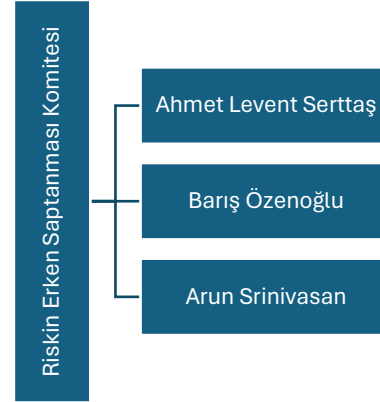 Riskin Erken Saptanması Komitesi
Ahmet Levent Serttaş
Barış Özenoğlu
Arun Srinivasan